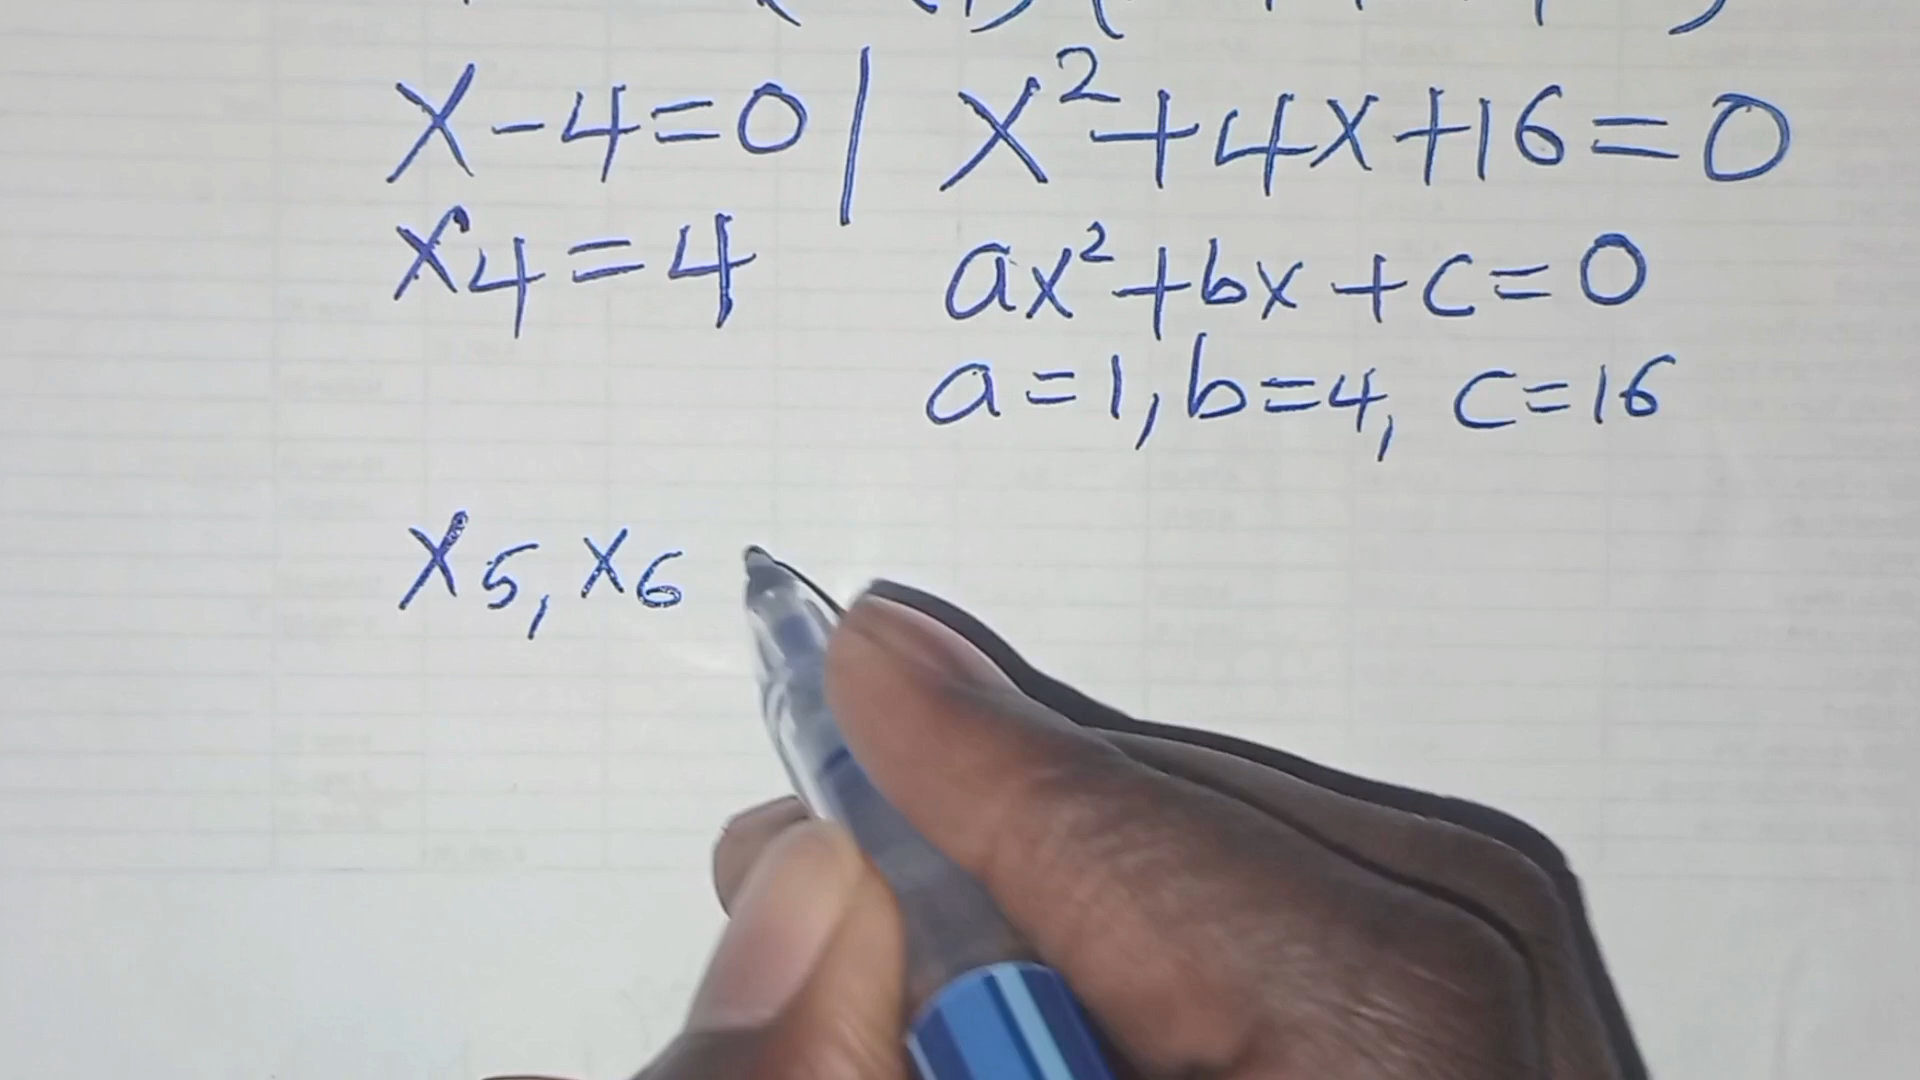 x-4=0 | x²+4x+16=0
x₄=4 ax²+bx+c=0
a=1, b=4, c=16
x₅, x₆